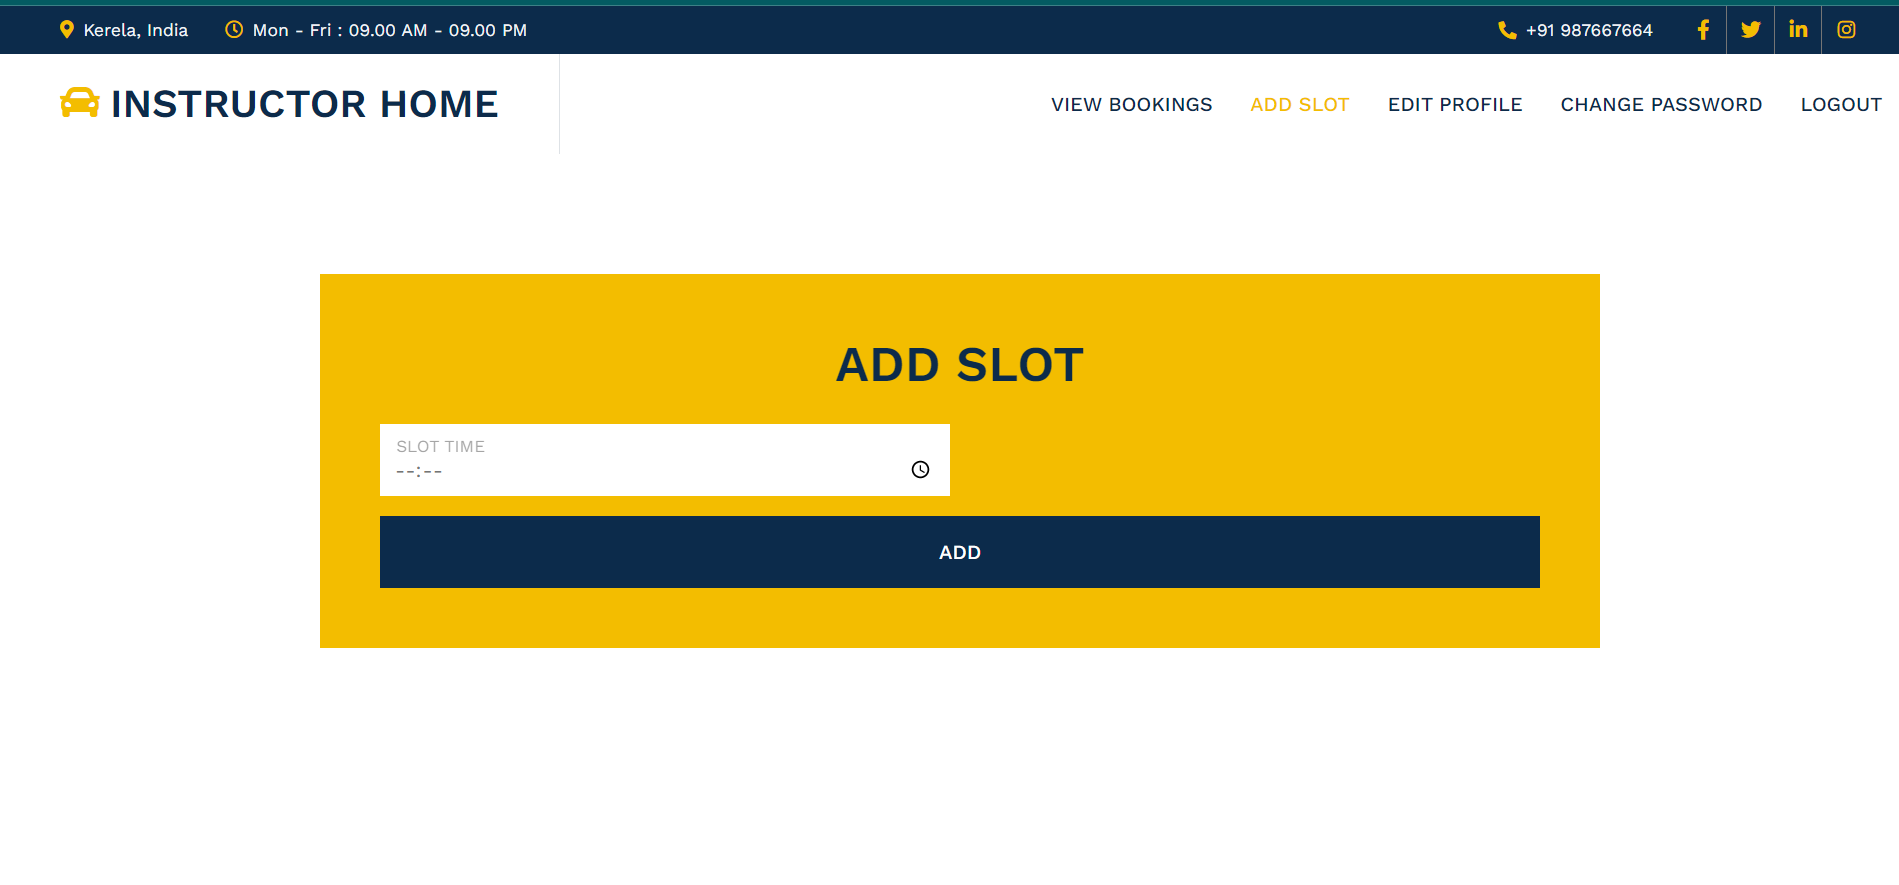 Kerela, India Mon - Fri : 09.00 AM - 09.00 PM +91 987667664
INSTRUCTOR HOME VIEW BOOKINGS ADD SLOT EDIT PROFILE CHANGE PASSWORD LOGOUT
ADD SLOT
SLOT TIME
--:--
ADD